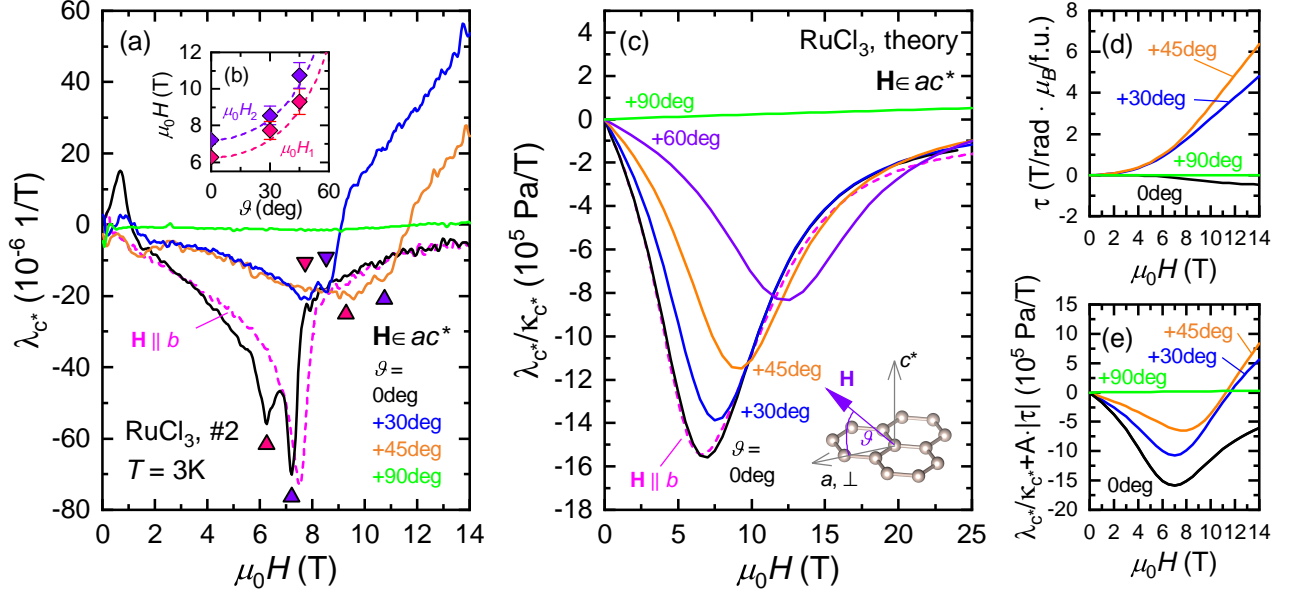 (a)
λc* (10-6 1/T)
60
40
20
0
-20
-40
-60
-80
0 2 4 6 8 10 12 14
μ0H (T)
H || b
H ∈ ac*
ϑ =
0deg
+30deg
+45deg
+90deg
RuCl3, #2
T = 3K
(b)
μ0H (T)
12
10
8
6
μ0H2
μ0H1
0 30 60
ϑ (deg)
(c)
RuCl3, theory
H ∈ ac*
λc*/κc* (105 Pa/T)
4
2
0
-2
-4
-6
-8
-10
-12
-14
-16
-18
+90deg
+60deg
+45deg
+30deg
ϑ =
0deg
H || b
c*
H
ϑ
a, ⊥
0 5 10 15 20 25
μ0H (T)
(d)
τ (T/rad · μB/f.u.)
8
6
4
2
0
-2
+45deg
+30deg
+90deg
0deg
0 2 4 6 8 10 12 14
μ0H (T)
(e)
λc*/κc*+A·|τ| (105 Pa/T)
15
10
5
0
-5
-10
-15
-20
+45deg
+30deg
+90deg
0deg
0 2 4 6 8 10 12 14
μ0H (T)